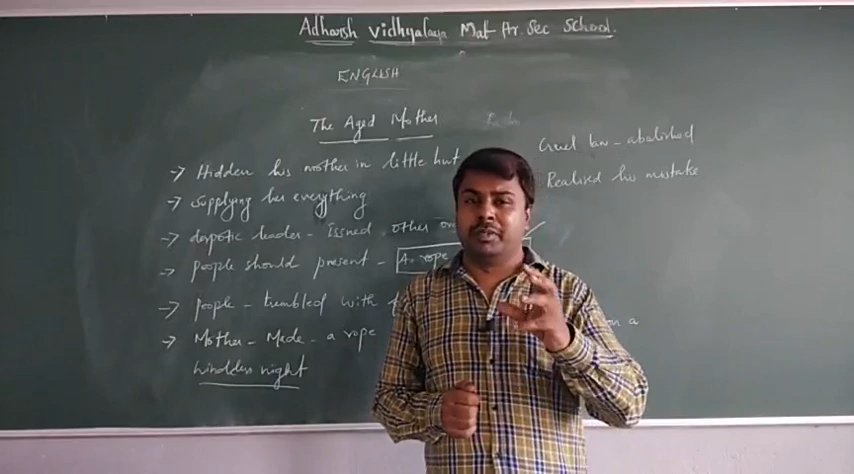 Adharsh Vidhyalaya Mat Hr. Sec School.
ENGLISH
The Aged Mother
→ Hidden his mother in little hut
→ supplying her everything
→ despotic leader - Issued other
→ people should present - A rope
→ people - trembled with
→ Mother - Made - a rope
windless night
Cruel law - abolished
Realised his mistake
a